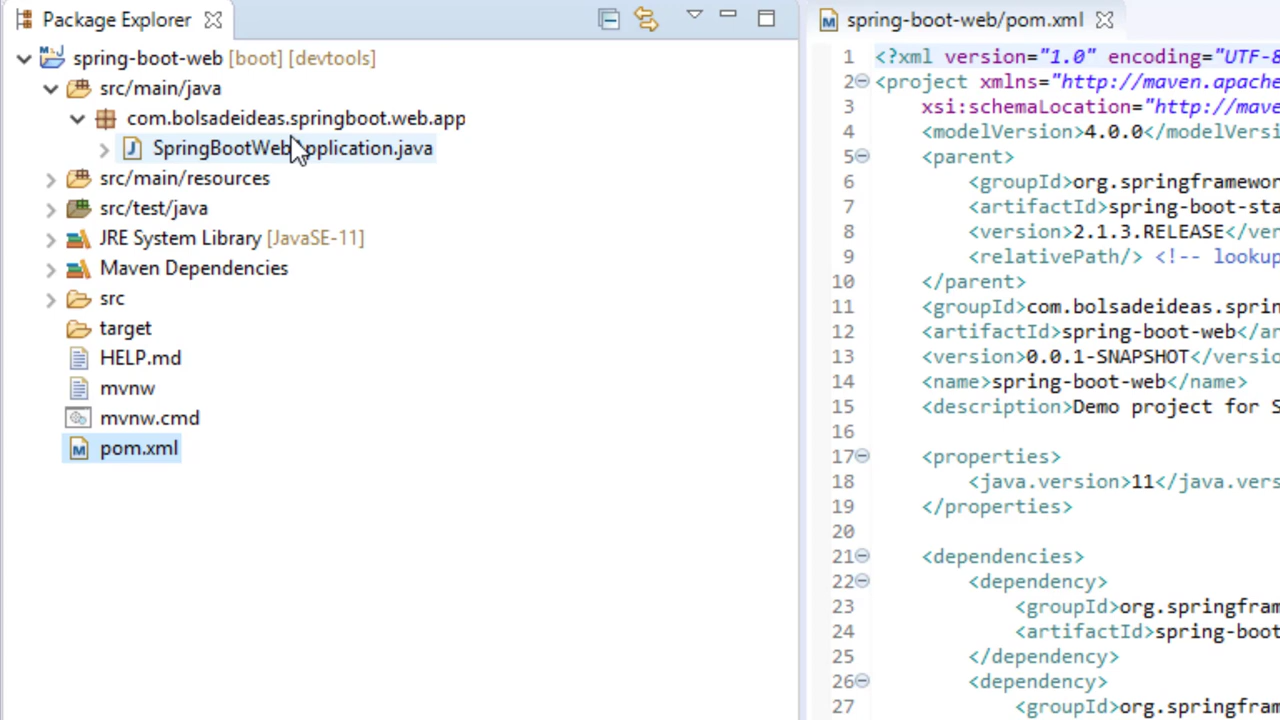 Package Explorer
spring-boot-web [boot] [devtools]
src/main/java
com.bolsadeideas.springboot.web.app
SpringBootWebApplication.java
src/main/resources
src/test/java
JRE System Library [JavaSE-11]
Maven Dependencies
src
target
HELP.md
mvnw
mvnw.cmd
pom.xml
spring-boot-web/pom.xml
1 <?xml version="1.0" encoding="UTF-8
2 <project xmlns="http://maven.apache
3 xsi:schemaLocation="http://mave
4 <modelVersion>4.0.0</modelVersi
5 <parent>
6 <groupId>org.springframewor
7 <artifactId>spring-boot-sta
8 <version>2.1.3.RELEASE</ver
9 <relativePath/> <!-- lookup
10 </parent>
11 <groupId>com.bolsadeideas.sprin
12 <artifactId>spring-boot-web</ar
13 <version>0.0.1-SNAPSHOT</versio
14 <name>spring-boot-web</name>
15 <description>Demo project for S
16
17 <properties>
18 <java.version>11</java.vers
19 </properties>
20
21 <dependencies>
22 <dependency>
23 <groupId>org.springfram
24 <artifactId>spring-boot
25 </dependency>
26 <dependency>
27 <groupId>org.springfram